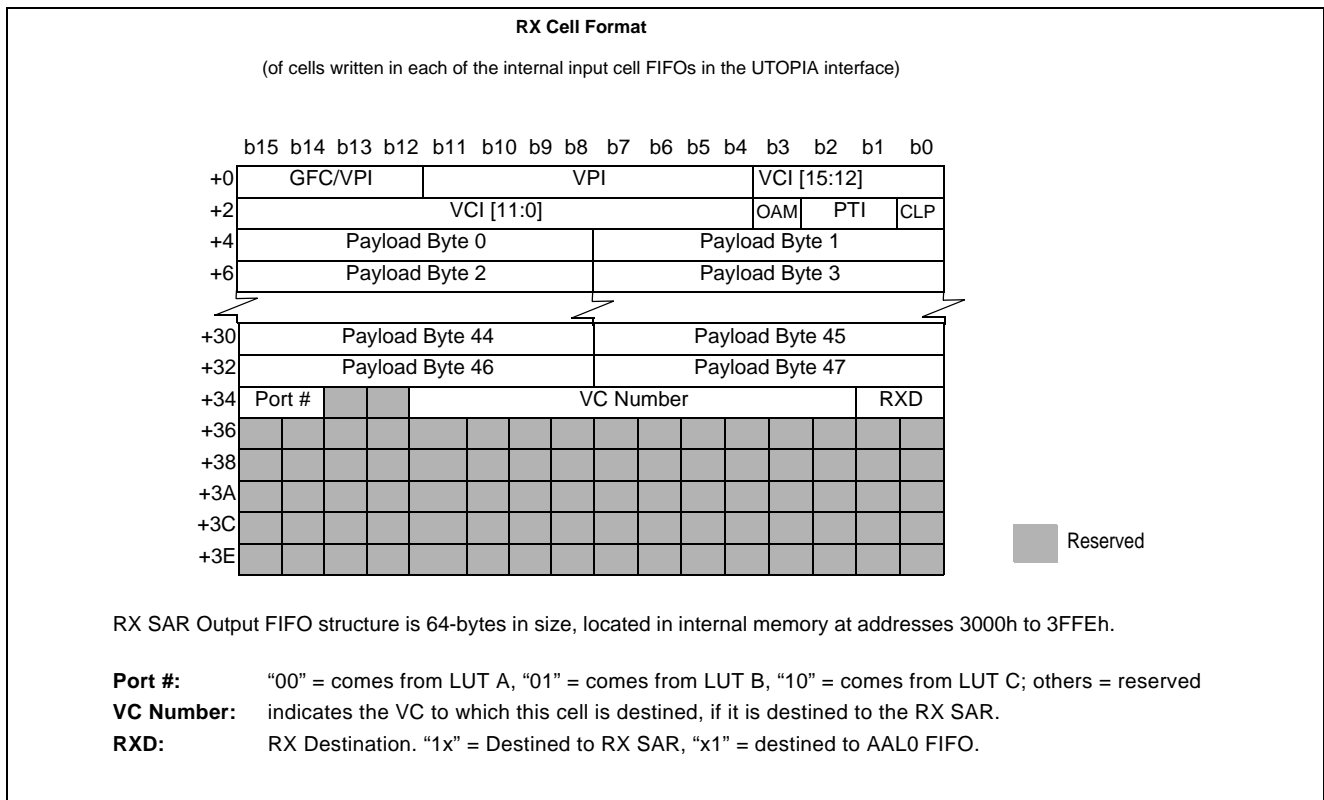 RX Cell Format
(of cells written in each of the internal input cell FIFOs in the UTOPIA interface)
b15 b14 b13 b12 b11 b10 b9 b8 b7 b6 b5 b4 b3 b2 b1 b0
+0 GFC/VPI VPI VCI [15:12]
+2 VCI [11:0] OAM PTI CLP
+4 Payload Byte 0 Payload Byte 1
+6 Payload Byte 2 Payload Byte 3
+30 Payload Byte 44 Payload Byte 45
+32 Payload Byte 46 Payload Byte 47
+34 Port # VC Number RXD
+36
+38
+3A
+3C
+3E
Reserved
RX SAR Output FIFO structure is 64-bytes in size, located in internal memory at addresses 3000h to 3FFEh.
Port #: “00” = comes from LUT A, “01” = comes from LUT B, “10” = comes from LUT C; others = reserved
VC Number: indicates the VC to which this cell is destined, if it is destined to the RX SAR.
RXD: RX Destination. “1x” = Destined to RX SAR, “x1” = destined to AAL0 FIFO.